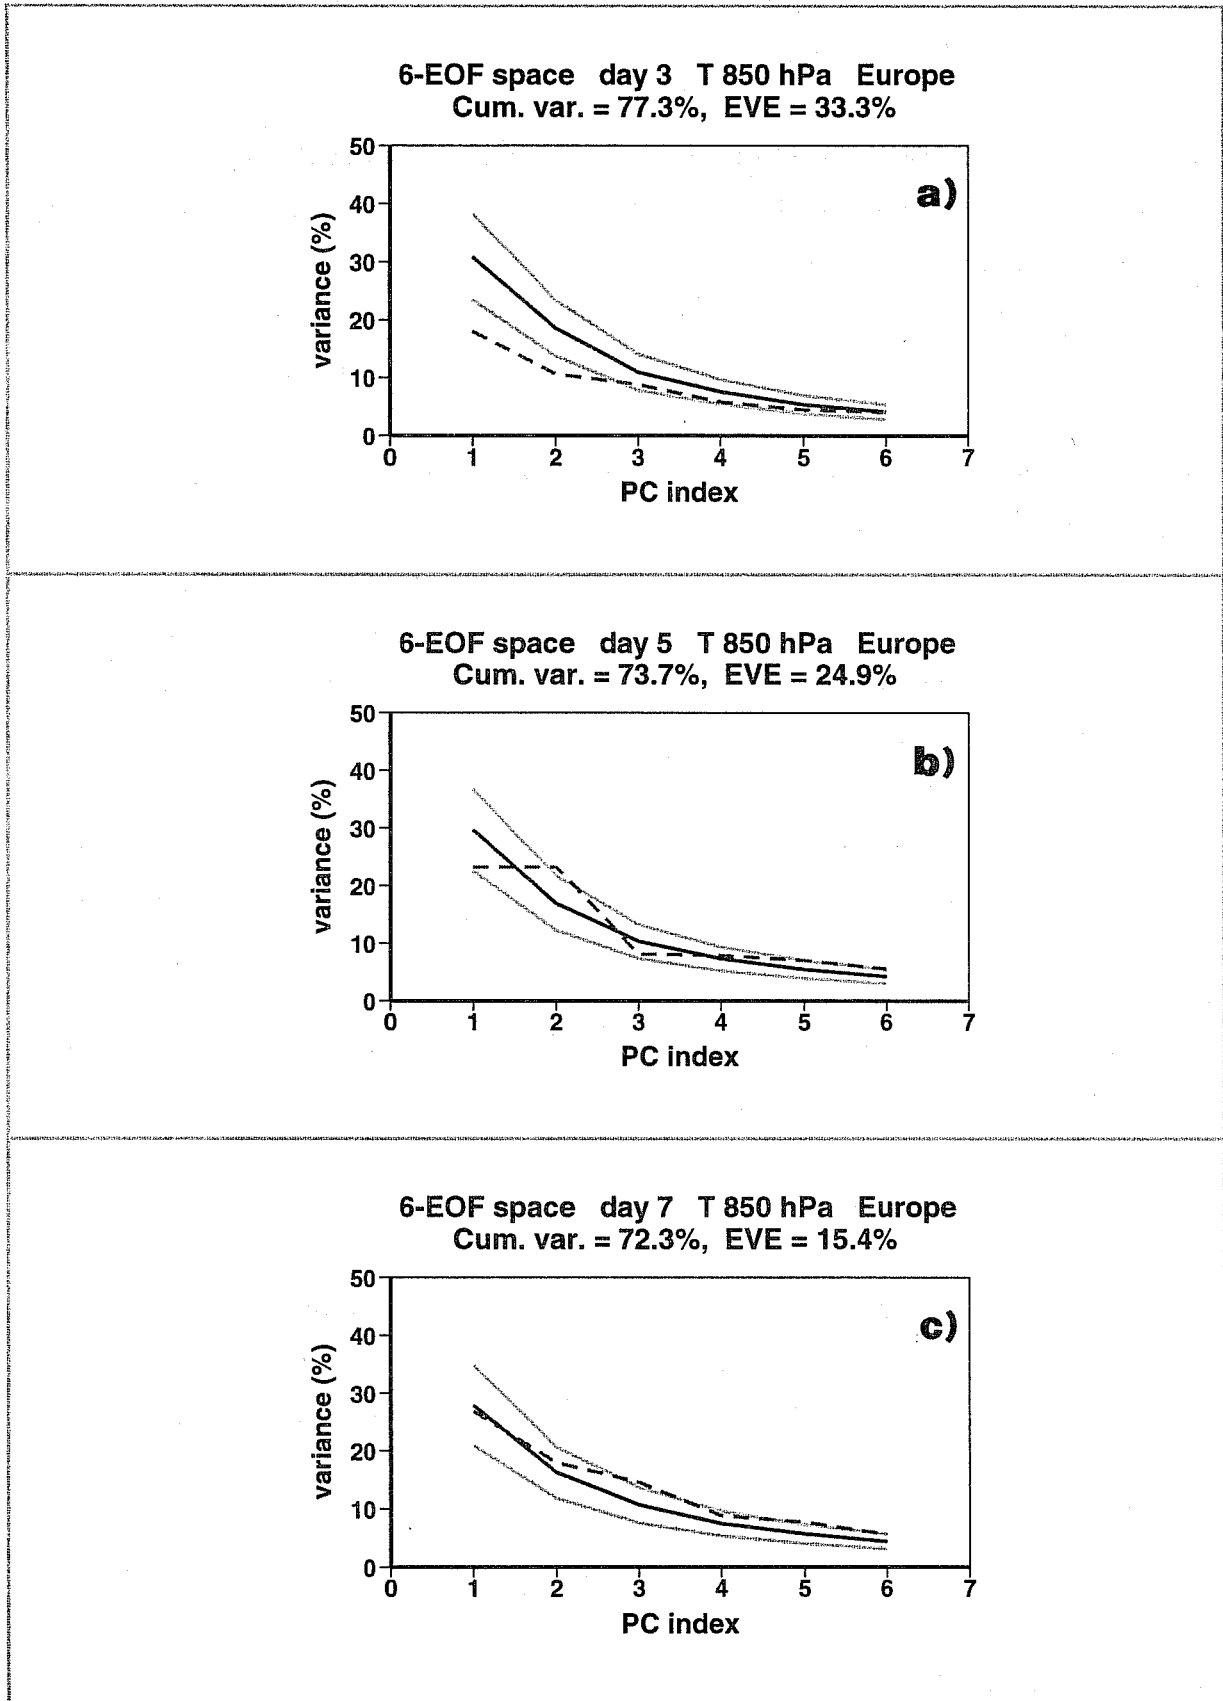 6-EOF space day 3 T 850 hPa Europe
Cum. var. = 77.3%, EVE = 33.3%
a)
50
40
30
20
10
0
variance (%)
0 1 2 3 4 5 6 7
PC index
6-EOF space day 5 T 850 hPa Europe
Cum. var. = 73.7%, EVE = 24.9%
b)
50
40
30
20
10
0
variance (%)
0 1 2 3 4 5 6 7
PC index
6-EOF space day 7 T 850 hPa Europe
Cum. var. = 72.3%, EVE = 15.4%
c)
50
40
30
20
10
0
variance (%)
0 1 2 3 4 5 6 7
PC index